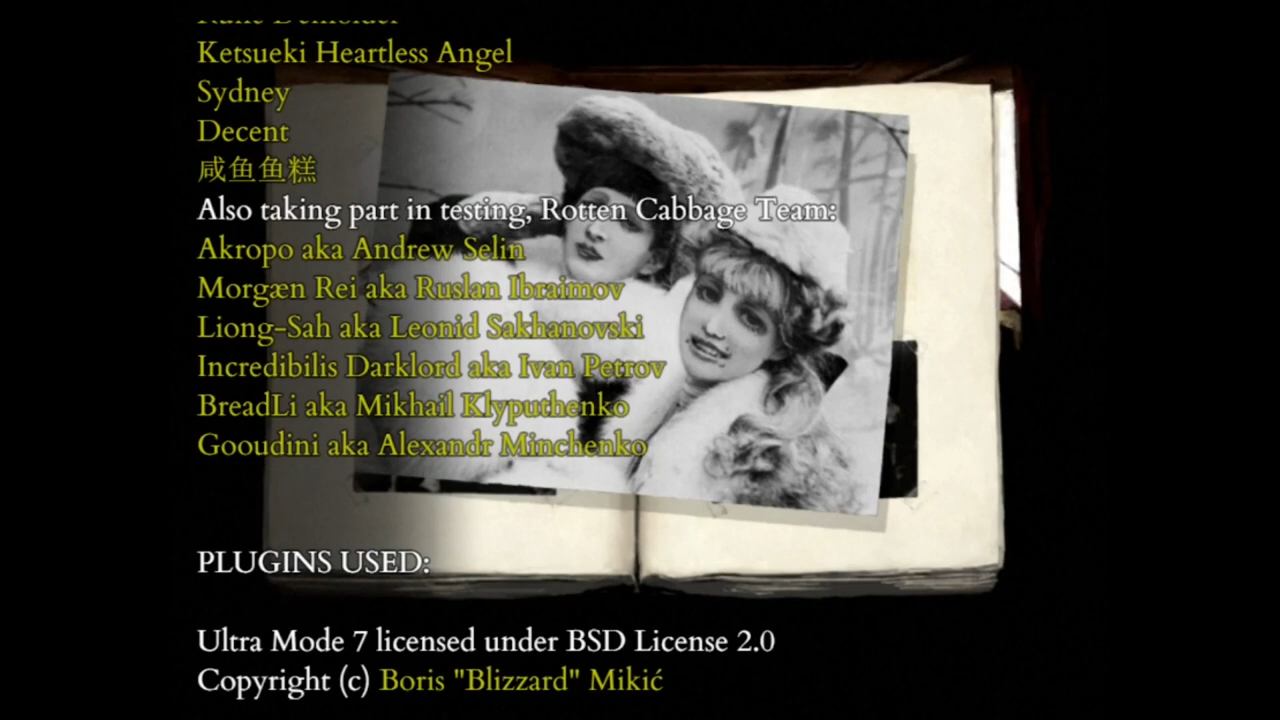 Ketsueki Heartless Angel
Sydney
Decent
咸鱼鱼糕
Also taking part in testing, Rotten Cabbage Team:
Akropo aka Andrew Selin
Morgæn Rei aka Ruslan Ibraimov
Liong-Sah aka Leonid Sakhanovski
Incredibilis Darklord aka Ivan Petrov
BreadLi aka Mikhail Klyputhenko
Gooudini aka Alexandr Minchenko
PLUGINS USED:
Ultra Mode 7 licensed under BSD License 2.0
Copyright (c) Boris "Blizzard" Mikić